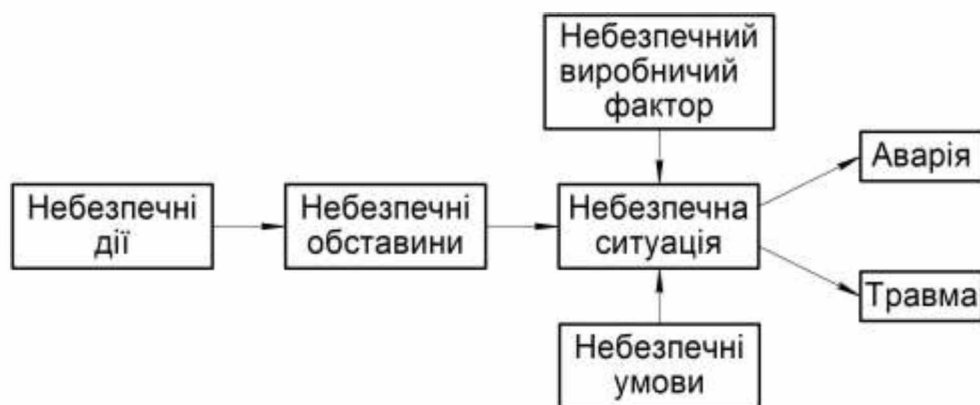 Небезпечний
виробничий
фактор
Аварія
Небезпечні
дії
Небезпечні
обставини
Небезпечна
ситуація
Травма
Небезпечні
умови